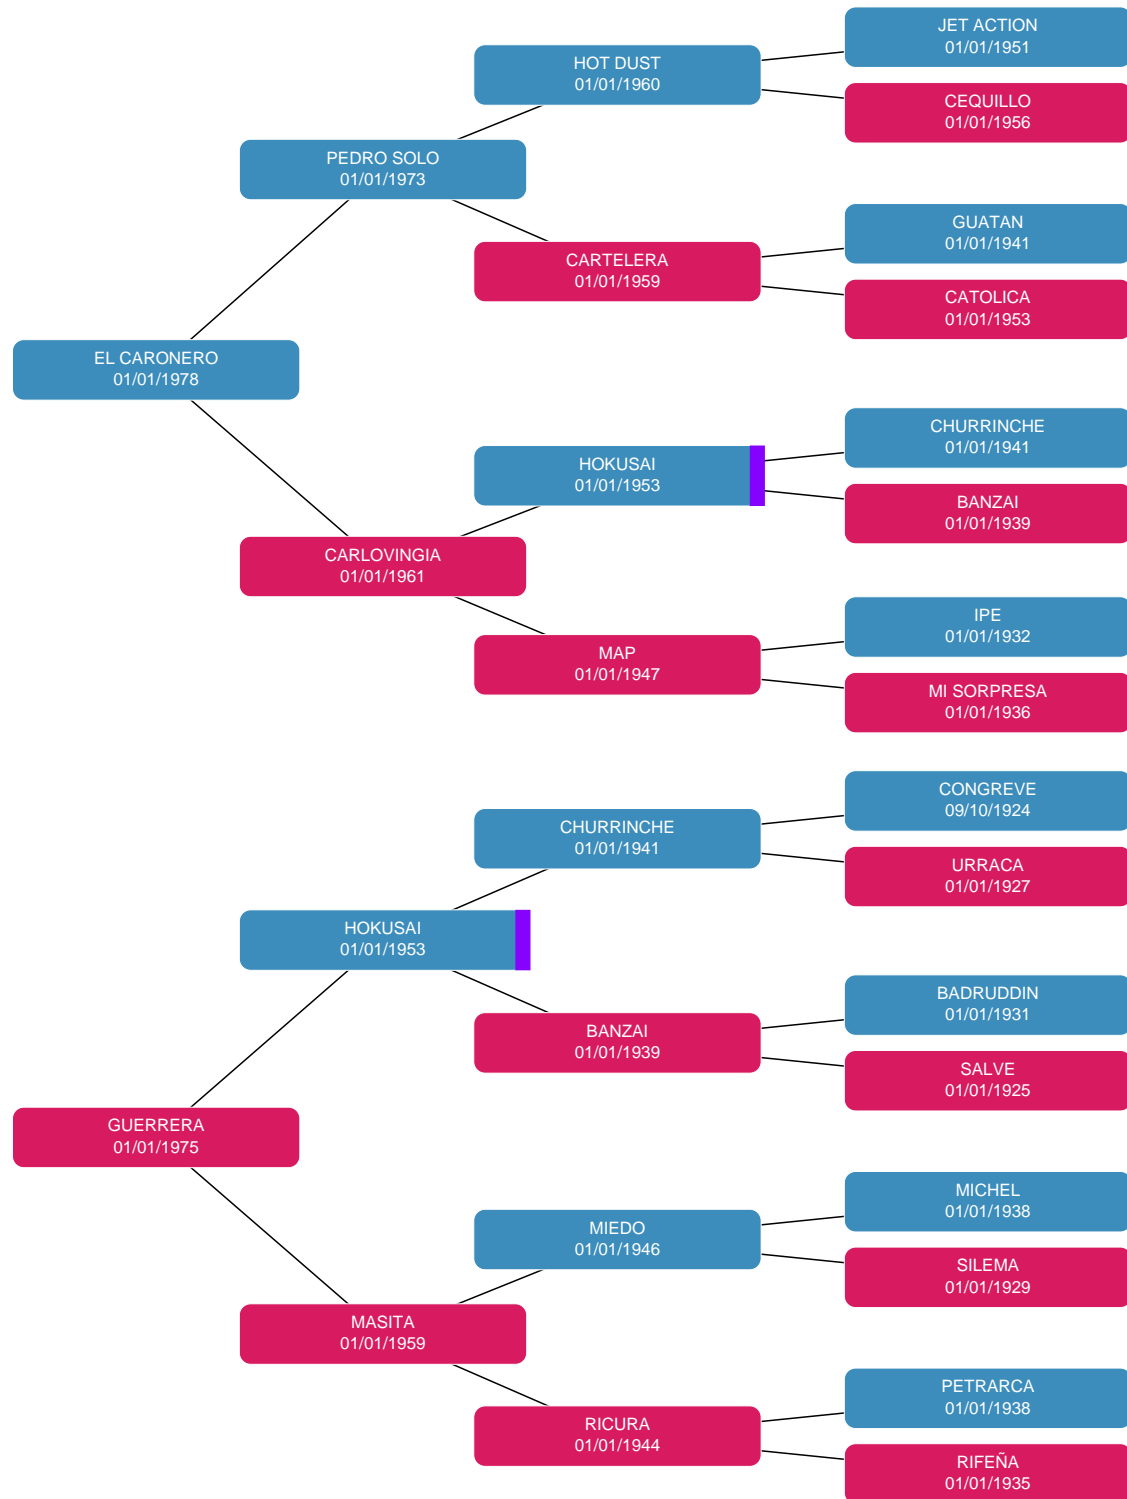 JET ACTION
01/01/1951
HOT DUST
01/01/1960
CEQUILLO
01/01/1956
PEDRO SOLO
01/01/1973
GUATAN
01/01/1941
CARTELERA
01/01/1959
CATOLICA
01/01/1953
EL CARONERO
01/01/1978
CHURRINCHE
01/01/1941
HOKUSAI
01/01/1953
BANZAI
01/01/1939
CARLOVINGIA
01/01/1961
IPE
01/01/1932
MAP
01/01/1947
MI SORPRESA
01/01/1936
CONGREVE
09/10/1924
CHURRINCHE
01/01/1941
URRACA
01/01/1927
HOKUSAI
01/01/1953
BADRUDDIN
01/01/1931
BANZAI
01/01/1939
SALVE
01/01/1925
GUERRERA
01/01/1975
MICHEL
01/01/1938
MIEDO
01/01/1946
SILEMA
01/01/1929
MASITA
01/01/1959
PETRARCA
01/01/1938
RICURA
01/01/1944
RIFEÑA
01/01/1935